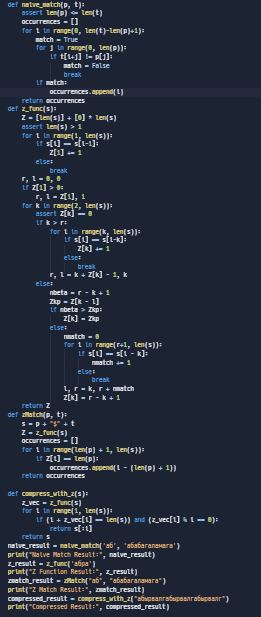 def naive_match(p, t):
    assert len(p) <= len(t)
    occurrences = []
    for i in range(0, len(t)-len(p)+1):
        match = True
        for j in range(0, len(p)):
            if t[i+j] != p[j]:
                match = False
                break
        if match:
            occurrences.append(i)
    return occurrences
def z_func(s):
    Z = [len(s)] + [0] * len(s)
    assert len(s) > 1
    for i in range(1, len(s)):
        if s[i] == s[i-1]:
            Z[1] += 1
        else:
            break
    r, l = 0, 0
    if Z[1] > 0:
        r, l = Z[1], 1
    for k in range(2, len(s)):
        assert Z[k] == 0
        if k > r:
            for i in range(k, len(s)):
                if s[i] == s[i-k]:
                    Z[k] += 1
                else:
                    break
            r, l = k + Z[k] - 1, k
        else:
            nbeta = r - k + 1
            Zkp = Z[k - l]
            if nbeta > Zkp:
                Z[k] = Zkp
            else:
                nmatch = 0
                for i in range(r+1, len(s)):
                    if s[i] == s[i - k]:
                        nmatch += 1
                    else:
                        break
                l, r = k, r + nmatch
                Z[k] = r - k + 1
    return Z
def zMatch(p, t):
    s = p + "$" + t
    Z = z_func(s)
    occurrences = []
    for i in range(len(p) + 1, len(s)):
        if Z[i] == len(p):
            occurrences.append(i - (len(p) + 1))
    return occurrences
def compress_with_z(s):
    z_vec = z_func(s)
    for i in range(1, len(s)):
        if (i + z_vec[i] == len(s)) and (z_vec[i] % i == 0):
            return s[:i]
    return s
naive_result = naive_match('аб', 'абабагаламага')
print("Naive Match Result:", naive_result)
z_result = z_func('абра')
print("Z Function Result:", z_result)
zmatch_result = zMatch("аб", "абабагаламага")
print("Z Match Result:", zmatch_result)
compressed_result = compress_with_z("абыреалгабыреалгабыреалг")
print("Compressed Result:", compressed_result)